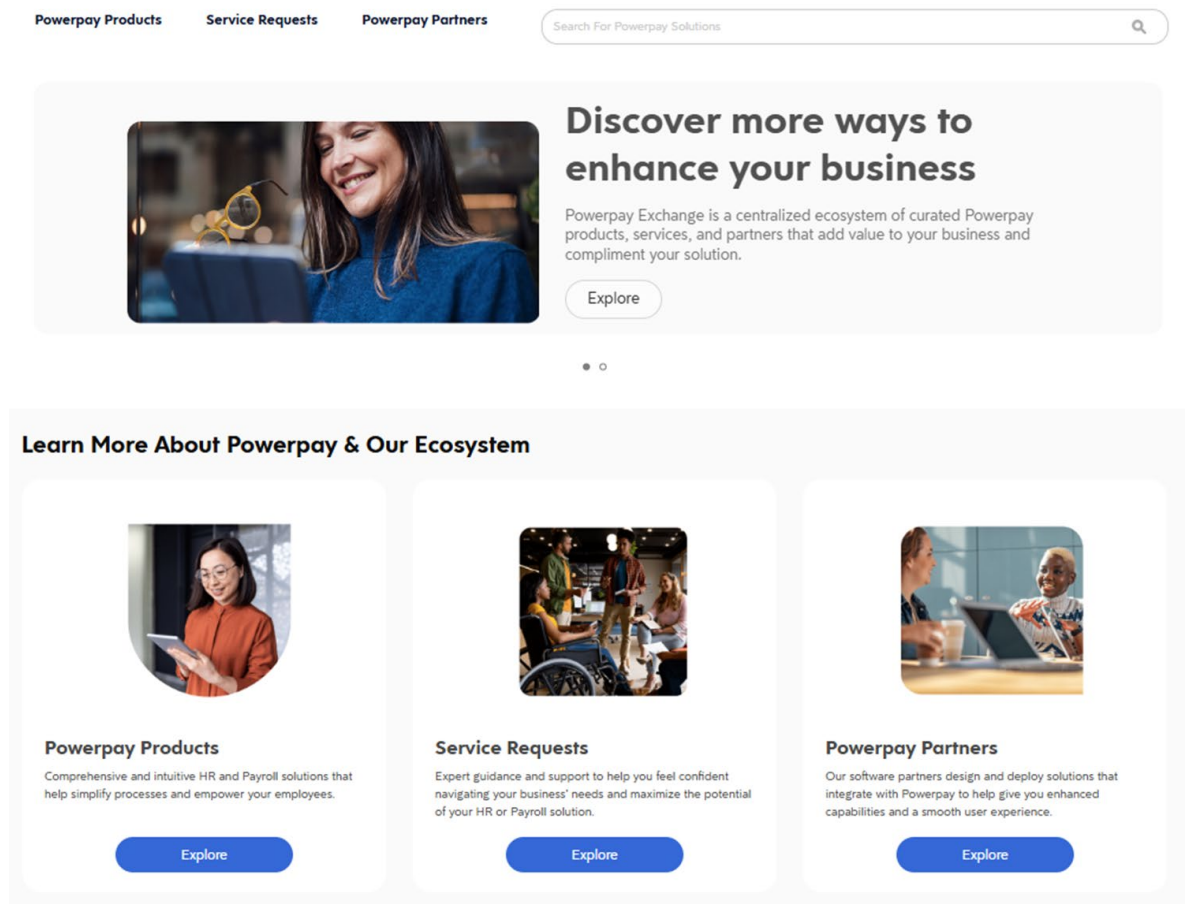 Powerpay Products
Service Requests
Powerpay Partners
Search For Powerpay Solutions
Discover more ways to
enhance your business
Powerpay Exchange is a centralized ecosystem of curated Powerpay
products, services, and partners that add value to your business and
compliment your solution.
Explore
Learn More About Powerpay & Our Ecosystem
Powerpay Products
Comprehensive and intuitive HR and Payroll solutions that
help simplify processes and empower your employees.
Explore
Service Requests
Expert guidance and support to help you feel confident
navigating your business' needs and maximize the potential
of your HR or Payroll solution.
Explore
Powerpay Partners
Our software partners design and deploy solutions that
integrate with Powerpay to help give you enhanced
capabilities and a smooth user experience.
Explore